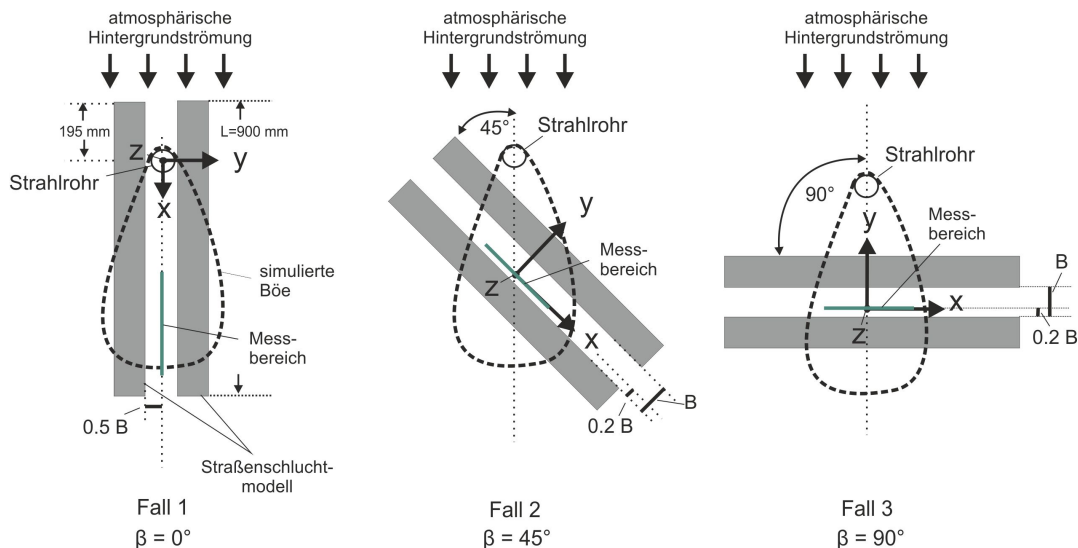 atmosphärische
Hintergrundströmung
195 mm
L=900 mm
z
y
Strahlrohr
x
simulierte
Böe
Mess-
bereich
0.5 B
Straßenschlucht-
modell
Fall 1
β = 0°
atmosphärische
Hintergrundströmung
45°
Strahlrohr
y
Mess-
bereich
z
x
B
0.2 B
Fall 2
β = 45°
atmosphärische
Hintergrundströmung
Strahlrohr
90°
Mess-
bereich
y
B
x
z
0.2 B
Fall 3
β = 90°